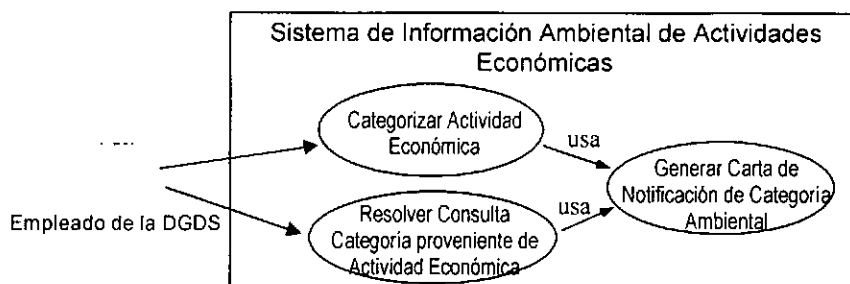 Sistema de Información Ambiental de Actividades
Económicas
Categorizar Actividad
Económica
usa
Generar Carta de
Notificación de Categoria
Ambiental
usa
Empleado de la DGDS
Resolver Consulta
Categoría proveniente de
Actividad Económica